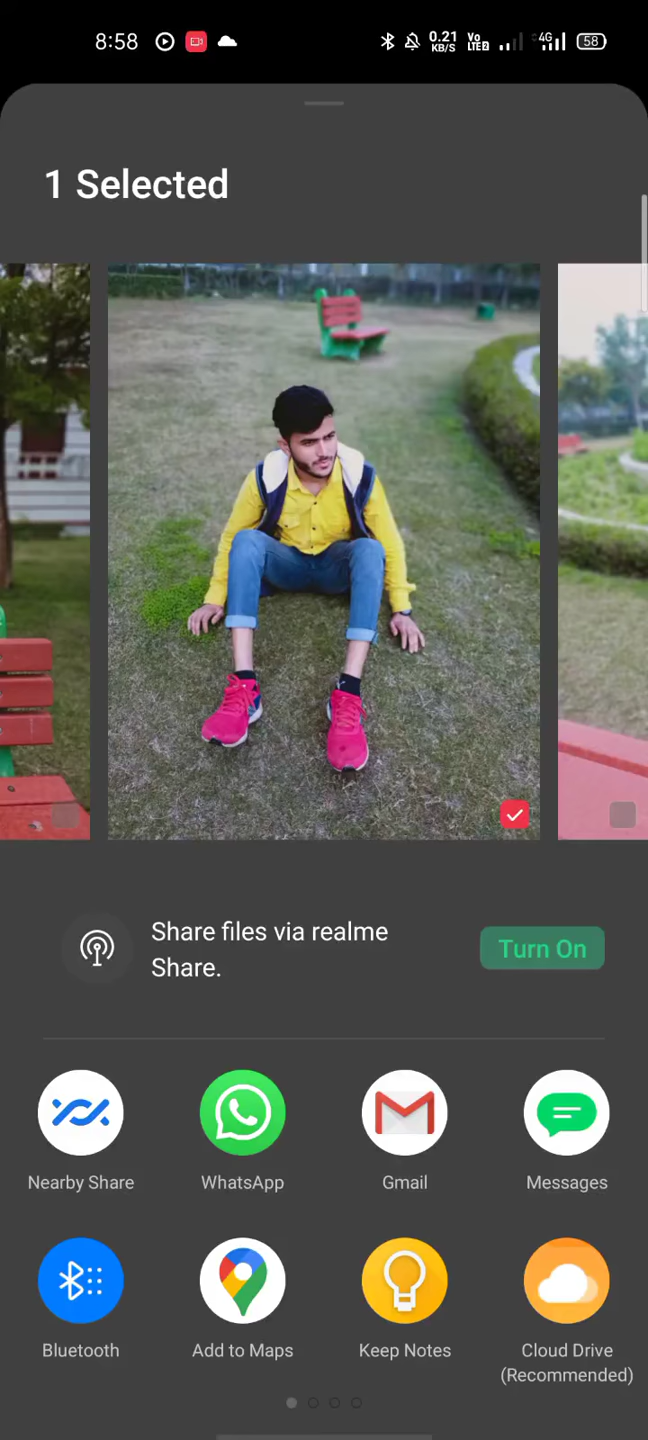 8:58
0.21
KB/S
Vo
LTE2
4G
58
1 Selected
Share files via realme
Share.
Turn On
Nearby Share
WhatsApp
Gmail
Messages
Bluetooth
Add to Maps
Keep Notes
Cloud Drive
(Recommended)